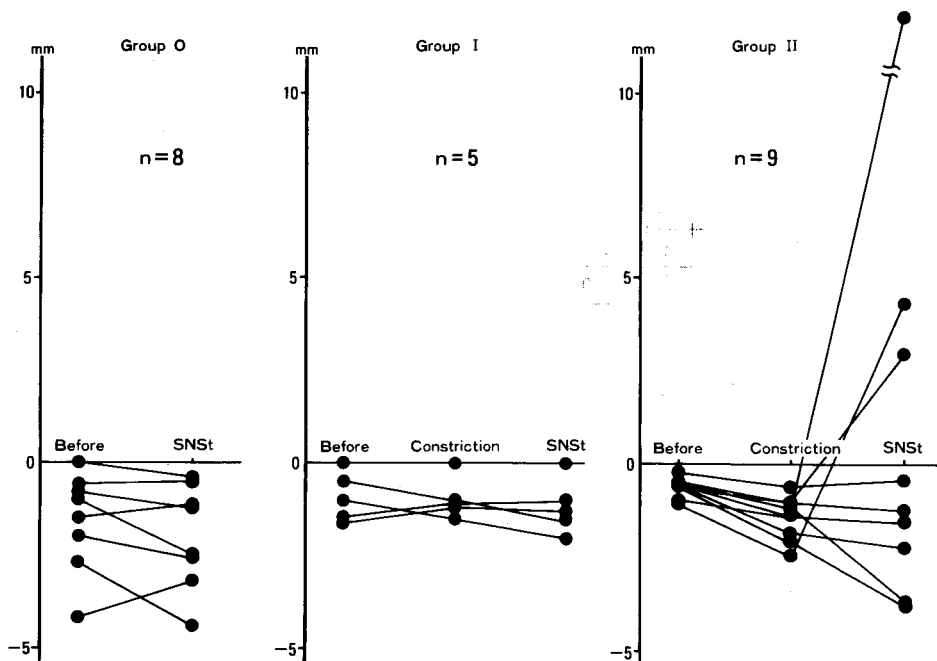 mm Group O
10
n=8
5
Before SNSt
0
−5
mm Group I
10
n=5
5
Before Constriction SNSt
0
−5
mm Group II
10
n=9
5
Before Constriction SNSt
0
−5